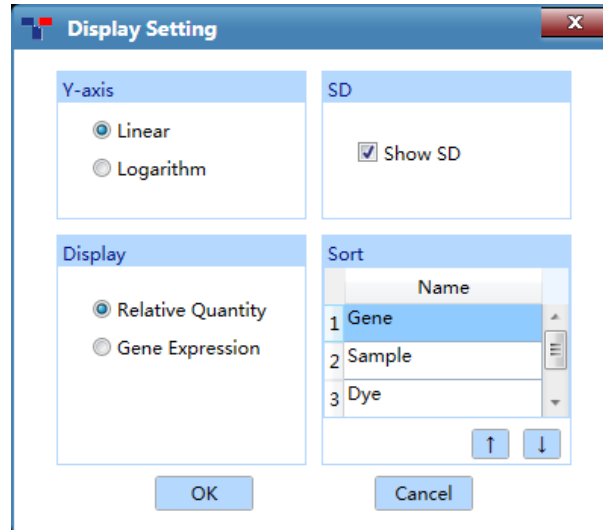 Display Setting
x
Y-axis
Linear
Logarithm
SD
Show SD
Display
Relative Quantity
Gene Expression
Sort
Name
1 Gene
2 Sample
3 Dye
↑ ↓
OK
Cancel